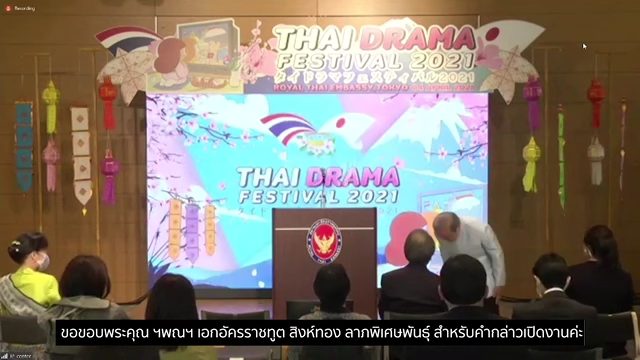 Recording
THAI DRAMA
FESTIVAL 2021
タイドラマフェスティバル2021
ROYAL THAI EMBASSY TOKYO
THAI DRAMA
FESTIVAL 2021
ขอขอบพระคุณ ฯพณฯ เอกอัครราชทูต สิงห์ทอง ลาภพิเศษพันธุ์ สำหรับคำกล่าวเปิดงานค่ะ